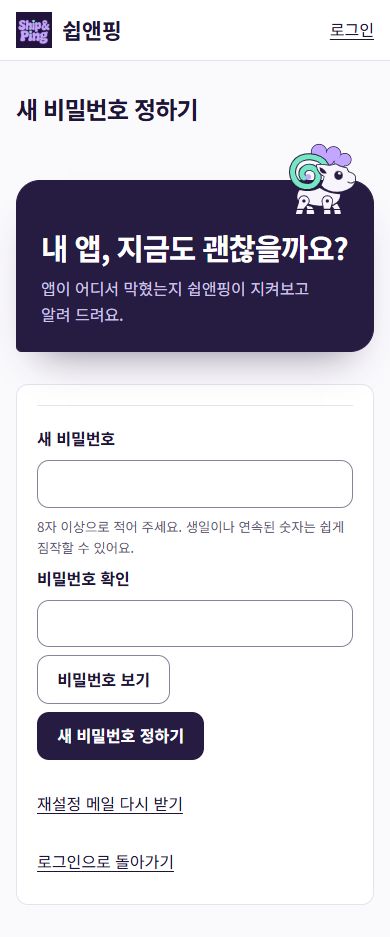 Ship&
Ping
쉽앤핑
로그인
새 비밀번호 정하기
내 앱, 지금도 괜찮을까요?
앱이 어디서 막혔는지 쉽앤핑이 지켜보고
알려 드려요.
새 비밀번호
8자 이상으로 적어 주세요. 생일이나 연속된 숫자는 쉽게
짐작할 수 있어요.
비밀번호 확인
비밀번호 보기
새 비밀번호 정하기
재설정 메일 다시 받기
로그인으로 돌아가기